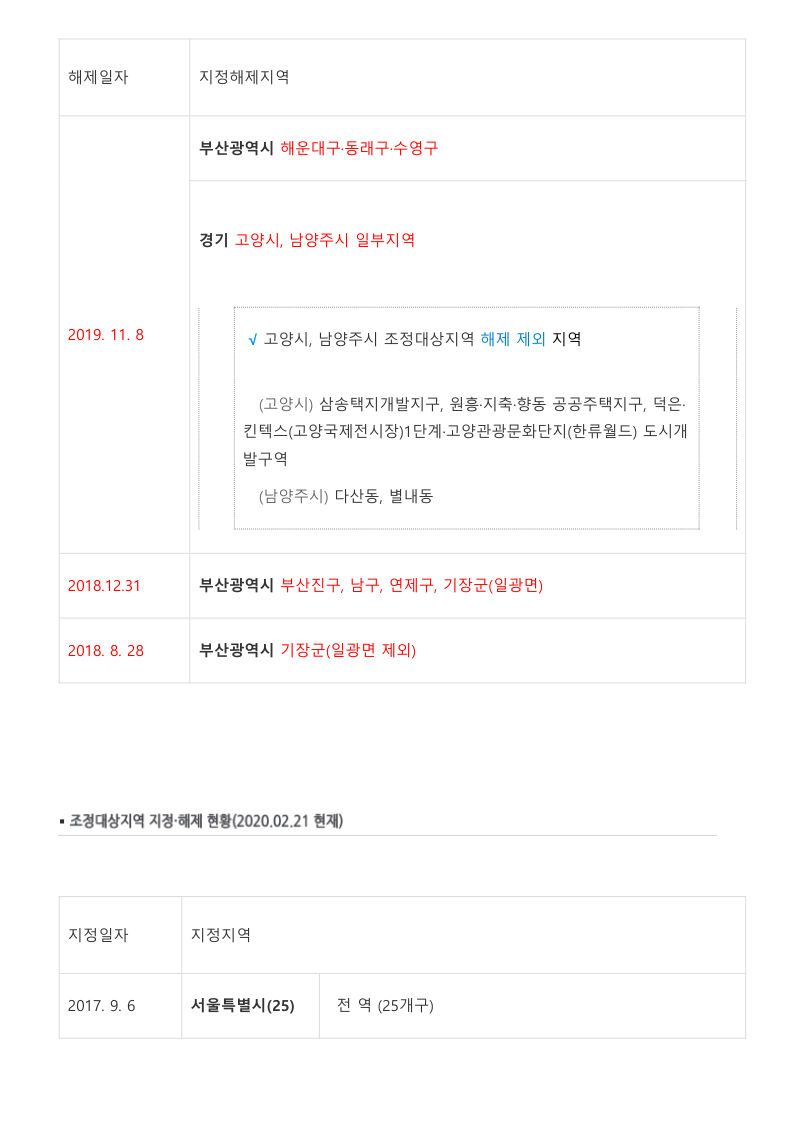 해제일자 지정해제지역
부산광역시 해운대구·동래구·수영구
경기 고양시, 남양주시 일부지역
2019. 11. 8
√ 고양시, 남양주시 조정대상지역 해제 제외 지역
(고양시) 삼송택지개발지구, 원흥·지축·향동 공공주택지구, 덕은·
킨텍스(고양국제전시장)1단계·고양관광문화단지(한류월드) 도시개
발구역
(남양주시) 다산동, 별내동
2018.12.31 부산광역시 부산진구, 남구, 연제구, 기장군(일광면)
2018. 8. 28 부산광역시 기장군(일광면 제외)
▪ 조정대상지역 지정·해제 현황(2020.02.21 현재)
지정일자 지정지역
2017. 9. 6 서울특별시(25) 전 역 (25개구)